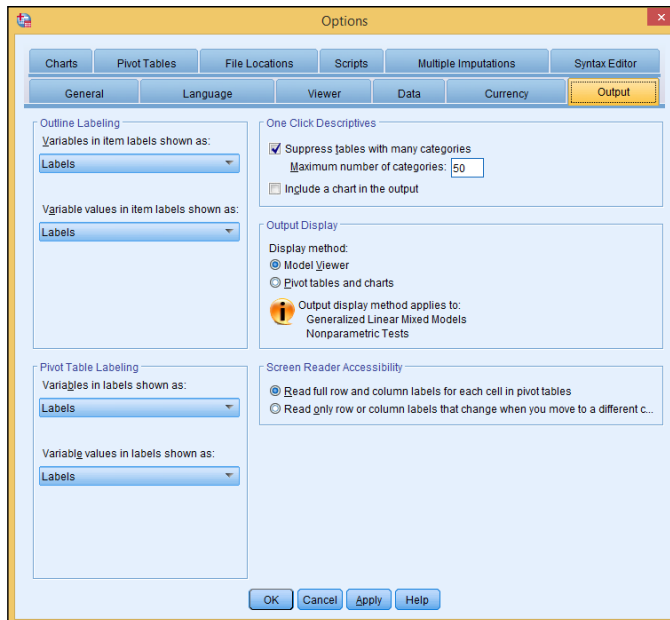 Options
Charts Pivot Tables File Locations Scripts Multiple Imputations Syntax Editor
General Language Viewer Data Currency Output
Outline Labeling
Variables in item labels shown as:
Labels
Variable values in item labels shown as:
Labels
One Click Descriptives
Suppress tables with many categories
Maximum number of categories: 50
Include a chart in the output
Output Display
Display method:
Model Viewer
Pivot tables and charts
Output display method applies to:
Generalized Linear Mixed Models
Nonparametric Tests
Pivot Table Labeling
Variables in labels shown as:
Labels
Variable values in labels shown as:
Labels
Screen Reader Accessibility
Read full row and column labels for each cell in pivot tables
Read only row or column labels that change when you move to a different c...
OK Cancel Apply Help